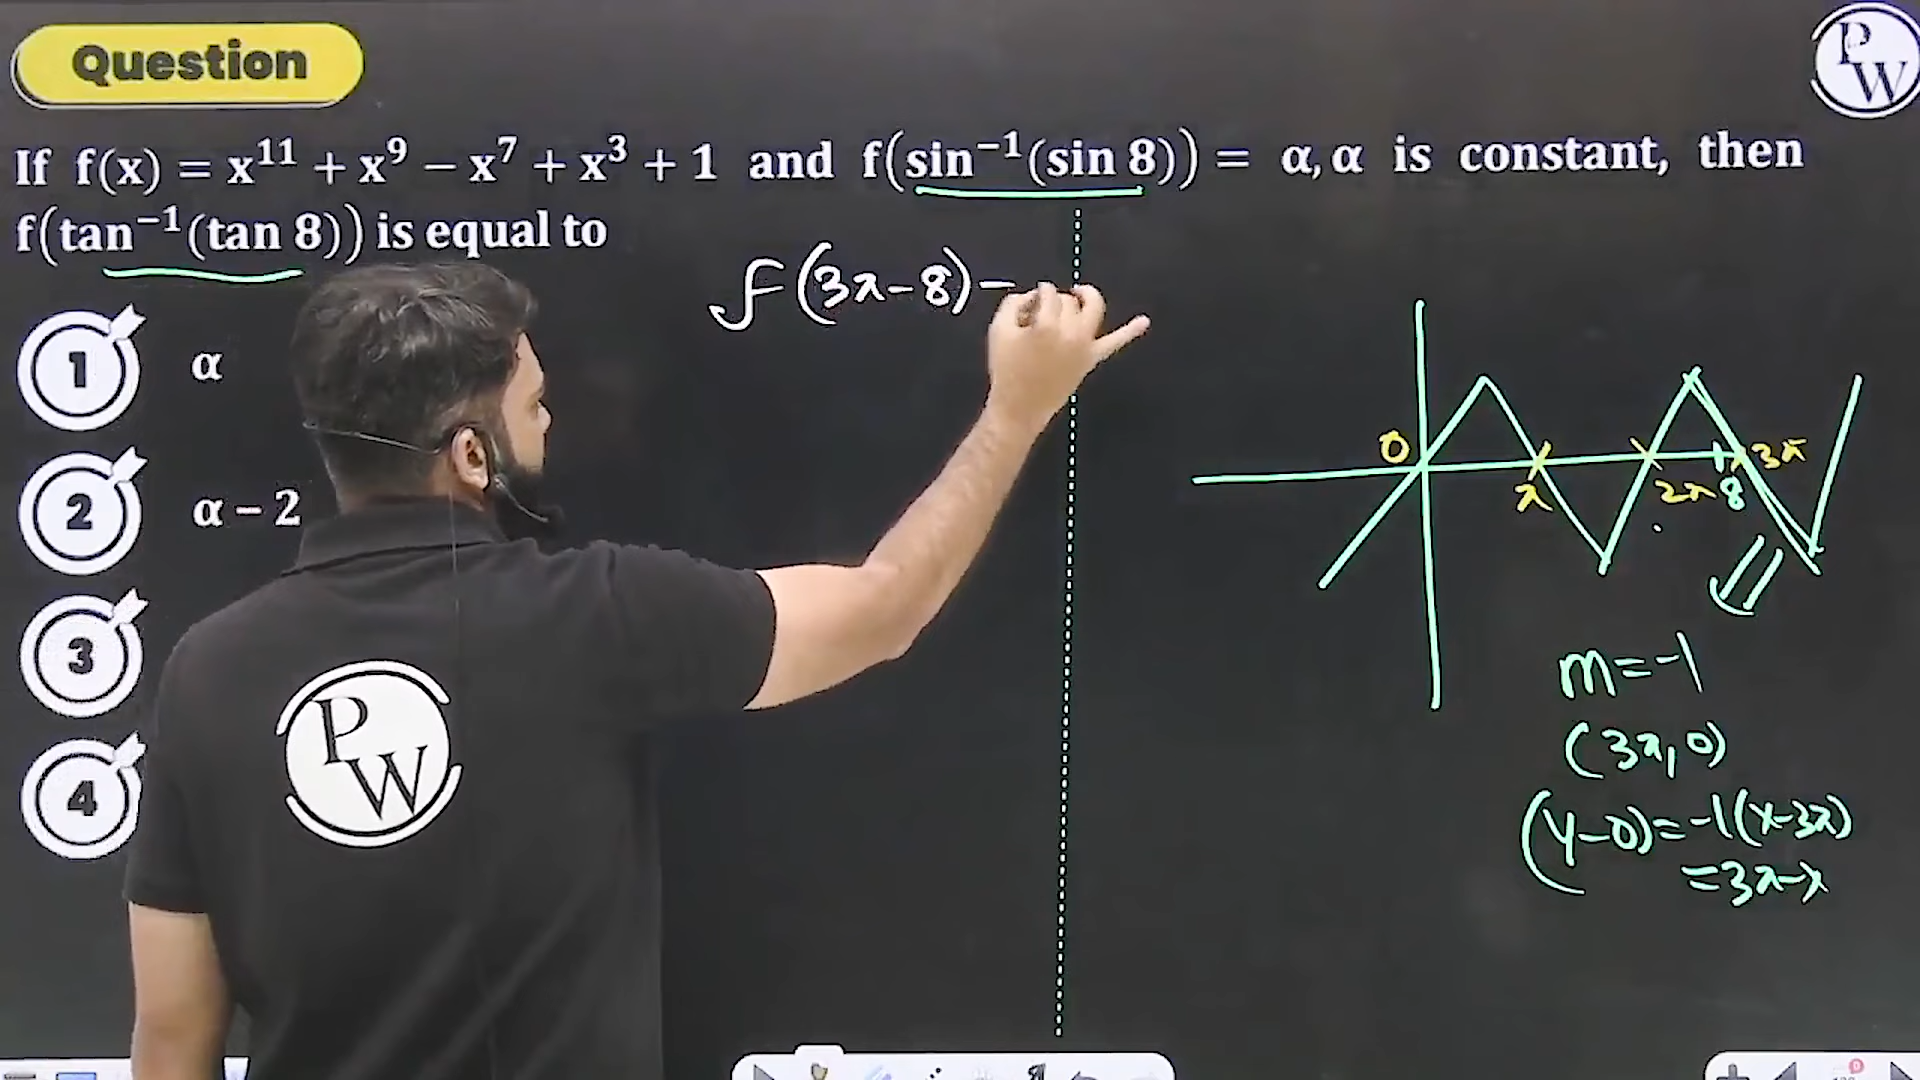 Question
PW
If f(x) = x¹¹ + x⁹ − x⁷ + x³ + 1 and f(sin⁻¹(sin 8)) = α, α is constant, then
f(tan⁻¹(tan 8)) is equal to
f(3π-8)-
1 α
2 α − 2
3
4
0
π
2π
8
3π
m=-1
(3π,0)
(y-0)=-1(x-3π)
=3π-x
PW